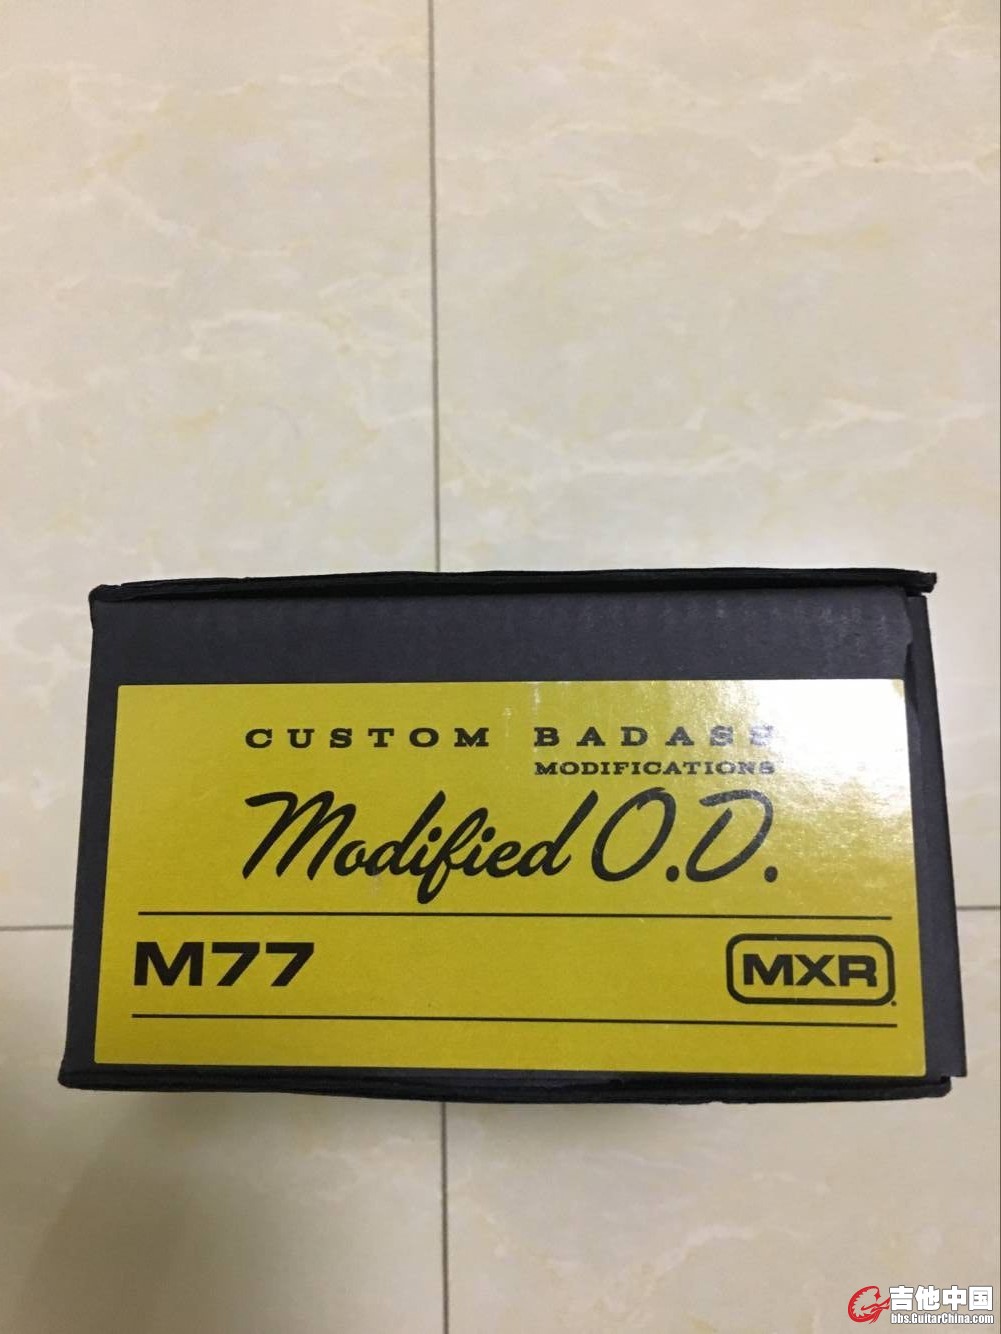 CUSTOM BADASS
MODIFICATIONS
Modified O.D.
M77
MXR
吉他中国
bbs.GuitarChina.com